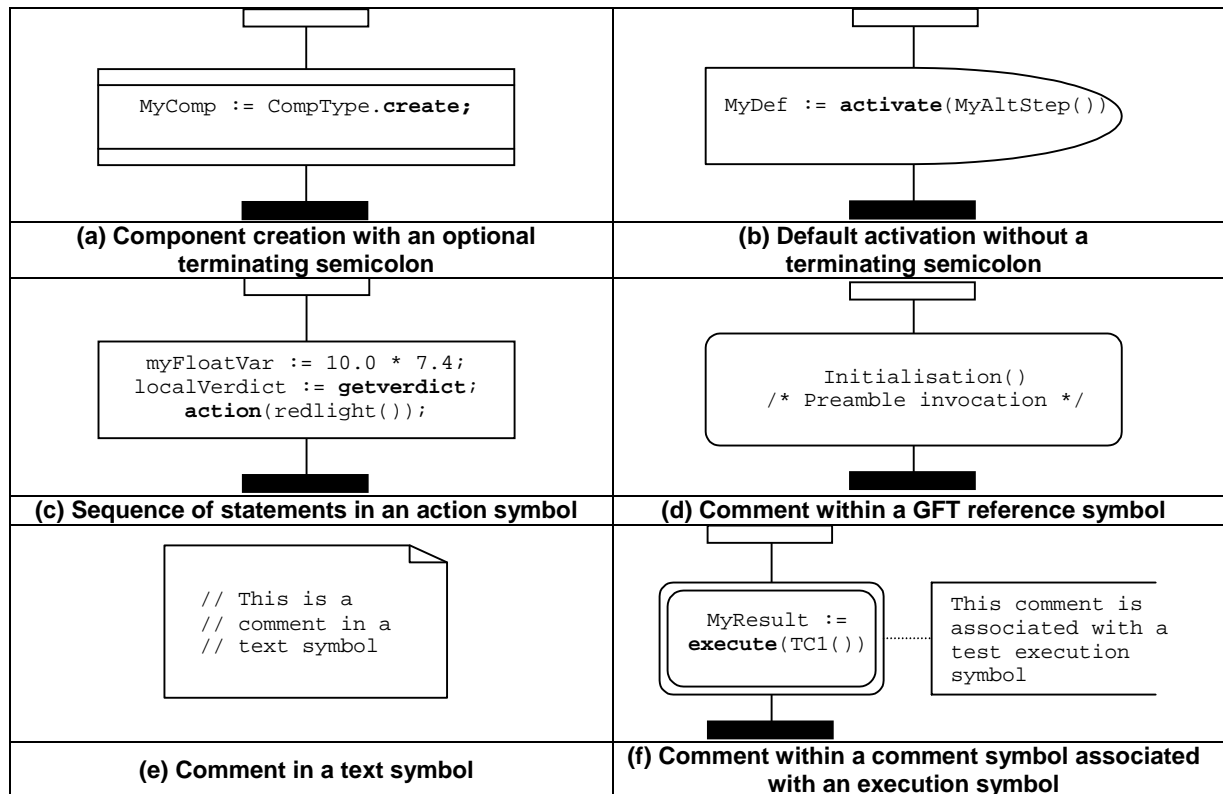 MyComp := CompType.create;
(a) Component creation with an optional
terminating semicolon
MyDef := activate(MyAltStep())
(b) Default activation without a
terminating semicolon
myFloatVar := 10.0 * 7.4;
localVerdict := getverdict;
action(redlight());
(c) Sequence of statements in an action symbol
Initialisation()
/* Preamble invocation */
(d) Comment within a GFT reference symbol
// This is a
// comment in a
// text symbol
(e) Comment in a text symbol
MyResult :=
execute(TC1())
This comment is
associated with a
test execution
symbol
(f) Comment within a comment symbol associated
with an execution symbol